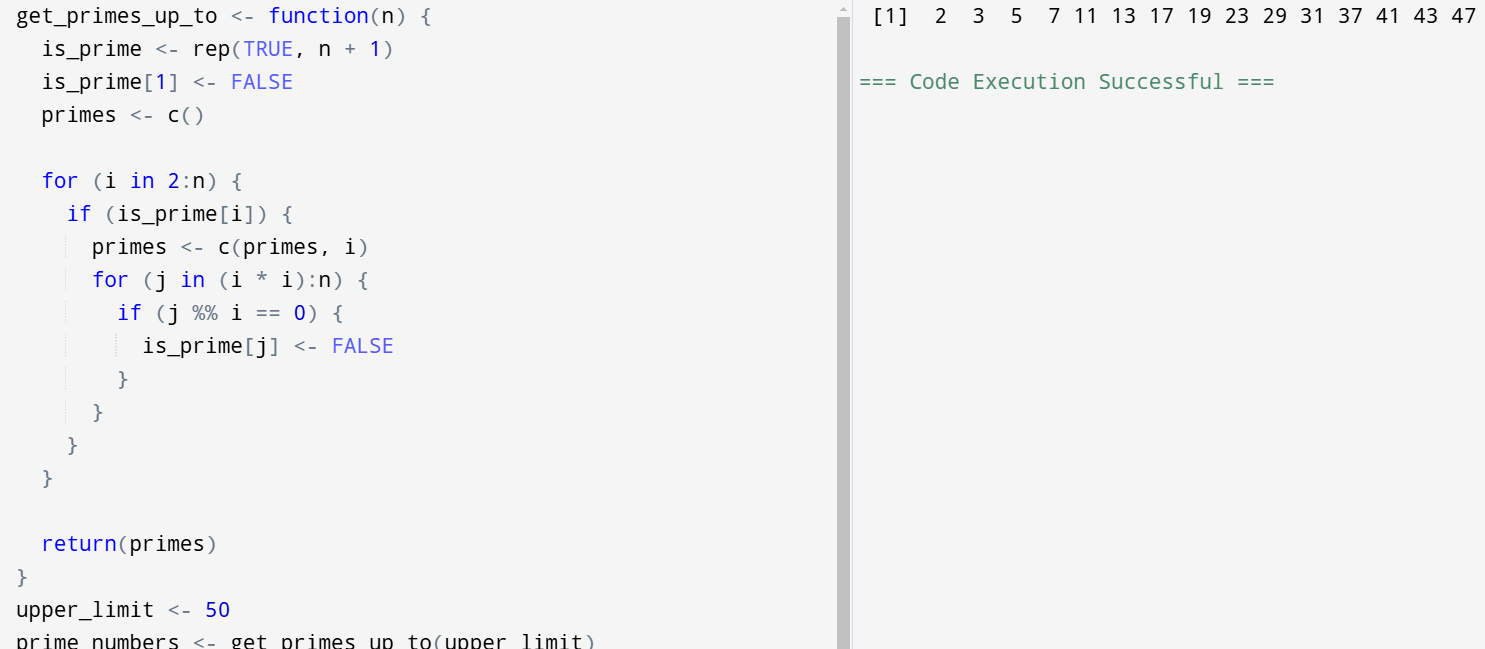 get_primes_up_to <- function(n) {
  is_prime <- rep(TRUE, n + 1)
  is_prime[1] <- FALSE
  primes <- c()

  for (i in 2:n) {
    if (is_prime[i]) {
      primes <- c(primes, i)
      for (j in (i * i):n) {
        if (j %% i == 0) {
          is_prime[j] <- FALSE
        }
      }
    }
  }

  return(primes)
}
upper_limit <- 50
prime_numbers <- get_primes_up_to(upper_limit)
[1]  2  3  5  7 11 13 17 19 23 29 31 37 41 43 47

=== Code Execution Successful ===